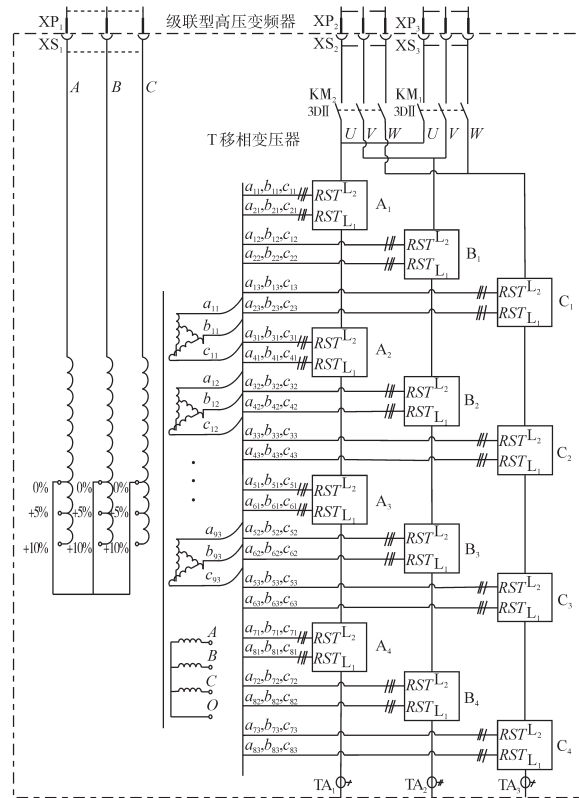 XP₁ 级联型高压变频器 XP₂ XP₃
XS₁ XS₂ XS₃
A B C
KM₂ KM₁
3DⅡ 3DⅡ
U V W U V W
T移相变压器
a₁₁,b₁₁,c₁₁ RST L₂ A₁
a₂₁,b₂₁,c₂₁ RST L₁
a₁₂,b₁₂,c₁₂ RST L₂ B₁
a₂₂,b₂₂,c₂₂ RST L₁
a₁₃,b₁₃,c₁₃ RST L₂ C₁
a₂₃,b₂₃,c₂₃ RST L₁
a₁₁
b₁₁
c₁₁
a₃₁,b₃₁,c₃₁ RST L₂ A₂
a₄₁,b₄₁,c₄₁ RST L₁
a₁₂
b₁₂
c₁₂
a₃₂,b₃₂,c₃₂ RST L₂ B₂
a₄₂,b₄₂,c₄₂ RST L₁
a₃₃,b₃₃,c₃₃ RST L₂ C₂
a₄₃,b₄₃,c₄₃ RST L₁
0% 0% 0%
+5% +5% +5%
+10% +10% +10%
a₅₁,b₅₁,c₅₁ RST L₂ A₃
a₆₁,b₆₁,c₆₁ RST L₁
a₉₃
b₉₃
c₉₃
a₅₂,b₅₂,c₅₂ RST L₂ B₃
a₆₂,b₆₂,c₆₂ RST L₁
a₅₃,b₅₃,c₅₃ RST L₂ C₃
a₆₃,b₆₃,c₆₃ RST L₁
A
B
C
O
a₇₁,b₇₁,c₇₁ RST L₂ A₄
a₈₁,b₈₁,c₈₁ RST L₁
a₇₂,b₇₂,c₇₂ RST L₂ B₄
a₈₂,b₈₂,c₈₂ RST L₁
a₇₃,b₇₃,c₇₃ RST L₂ C₄
a₈₃,b₈₃,c₈₃ RST L₁
TA₁ TA₂ TA₃